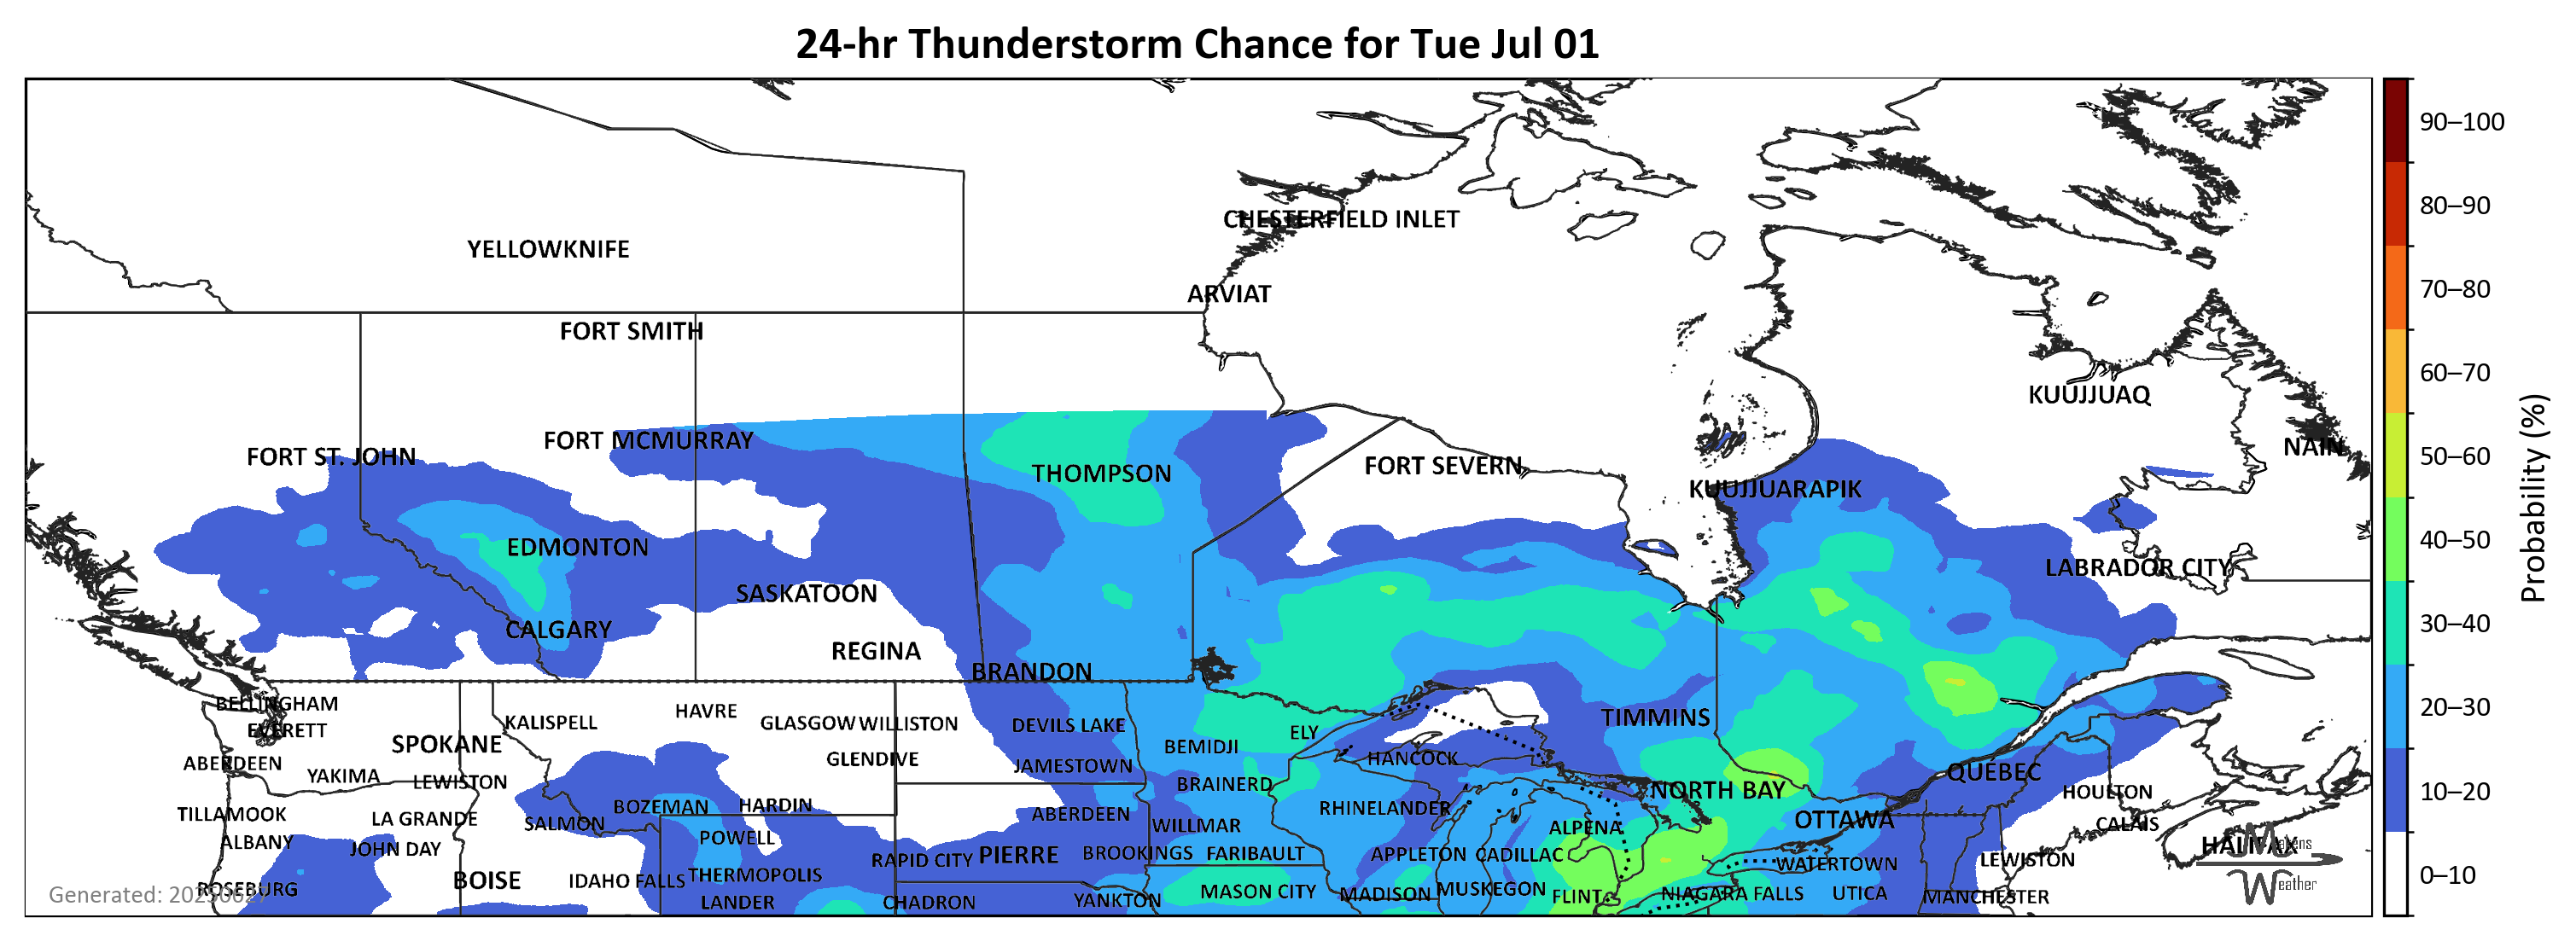 24-hr Thunderstorm Chance for Tue Jul 01
90–100
80–90
CHESTERFIELD INLET
YELLOWKNIFE
70–80
ARVIAT
FORT SMITH
60–70
KUUJJUAQ
50–60
FORT MCMURRAY
NAIN
FORT ST. JOHN
FORT SEVERN
THOMPSON
KUUJJUARAPIK
Probability (%)
40–50
EDMONTON
LABRADOR CITY
SASKATOON
30–40
CALGARY
REGINA
BRANDON
BELLINGHAM
20–30
HAVRE
KALISPELL
GLASGOW
WILLISTON
DEVILS LAKE
TIMMINS
EVERETT
ELY
SPOKANE
BEMIDJI
GLENDIVE
HANCOCK
ABERDEEN
JAMESTOWN
QUÉBEC
YAKIMA
LEWISTON
BRAINERD
NORTH BAY
HOULTON
10–20
BOZEMAN
HARDIN
RHINELANDER
TILLAMOOK
LA GRANDE
SALMON
ABERDEEN
WILLMAR
ALPENA
OTTAWA
CALAIS
ALBANY
POWELL
HALIFAX
Makens
JOHN DAY
RAPID CITY
PIERRE
BROOKINGS
FARIBAULT
APPLETON
CADILLAC
WATERTOWN
LEWISTON
0–10
BOISE
IDAHO FALLS
THERMOPOLIS
Weather
ROSEBURG
Generated: 20250627
MASON CITY
MADISON
MUSKEGON
NIAGARA FALLS
UTICA
MANCHESTER
LANDER
CHADRON
YANKTON
FLINT